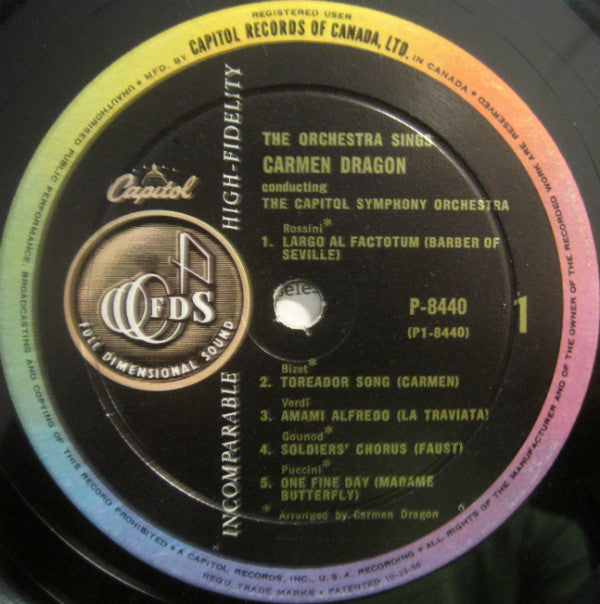 REGISTERED USER
• MFD. BY CAPITOL RECORDS OF CANADA, LTD. IN CANADA •
ALL RIGHTS OF THE MANUFACTURER AND OF THE OWNER OF THE RECORDED WORK ARE RESERVED •
UNAUTHORISED PUBLIC PERFORMANCE, BROADCASTING AND COPYING OF THIS RECORD PROHIBITED •
A CAPITOL RECORDS, INC., U. S. A. RECORDING •
REG'D. TRADE MARKS • PATENTED
INCOMPARABLE HIGH-FIDELITY
Capitol
FDS
FULL DIMENSIONAL SOUND
THE ORCHESTRA SINGS
CARMEN DRAGON
conducting
THE CAPITOL SYMPHONY ORCHESTRA
Rossini*
1. LARGO AL FACTOTUM (BARBER OF
SEVILLE)
P-8440
(P1-8440)
1
Bizet*
2. TOREADOR SONG (CARMEN)
Verdi
3. AMAMI ALFREDO (LA TRAVIATA)
Gounod*
4. SOLDIERS' CHORUS (FAUST)
Puccini*
5. ONE FINE DAY (MADAME
BUTTERFLY)
* Arranged by Carmen Dragon